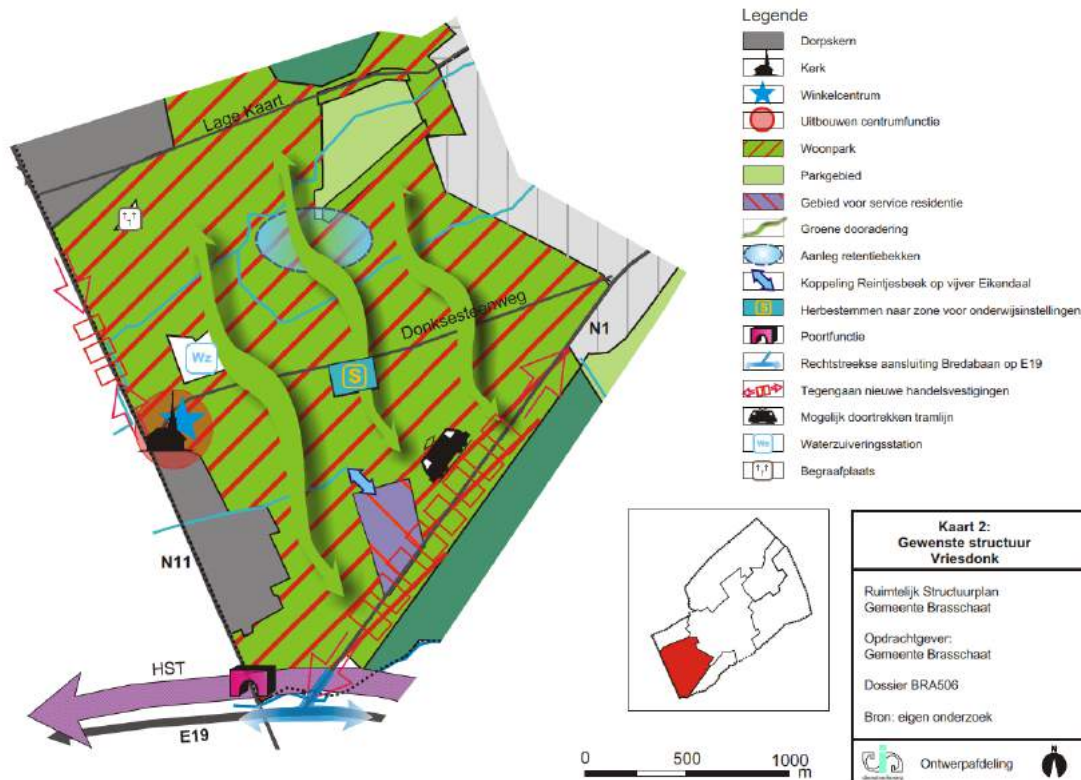 Legende
Dorpskern
Kerk
Winkelcentrum
Uitbouwen centrumfunctie
Woonpark
Parkgebied
Gebied voor service residentie
Groene dooradering
Aanleg retentiebekken
Koppeling Reintjesbeek op vijver Eikendaal
S
Herbestemmen naar zone voor onderwijsinstellingen
Poortfunctie
Rechtstreekse aansluiting Bredabaan op E19
Tegengaan nieuwe handelsvestigingen
Mogelijk doortrekken tramlijn
Wz
Waterzuiveringsstation
Begraafplaats
Lage Kaart
Donksesteenweg
N1
Wz
S
N11
HST
E19
0 500 1000
m
Kaart 2:
Gewenste structuur
Vriesdonk
Ruimtelijk Structuurplan
Gemeente Brasschaat
Opdrachtgever:
Gemeente Brasschaat
Dossier BRA506
Bron: eigen onderzoek
Ontwerpafdeling
N